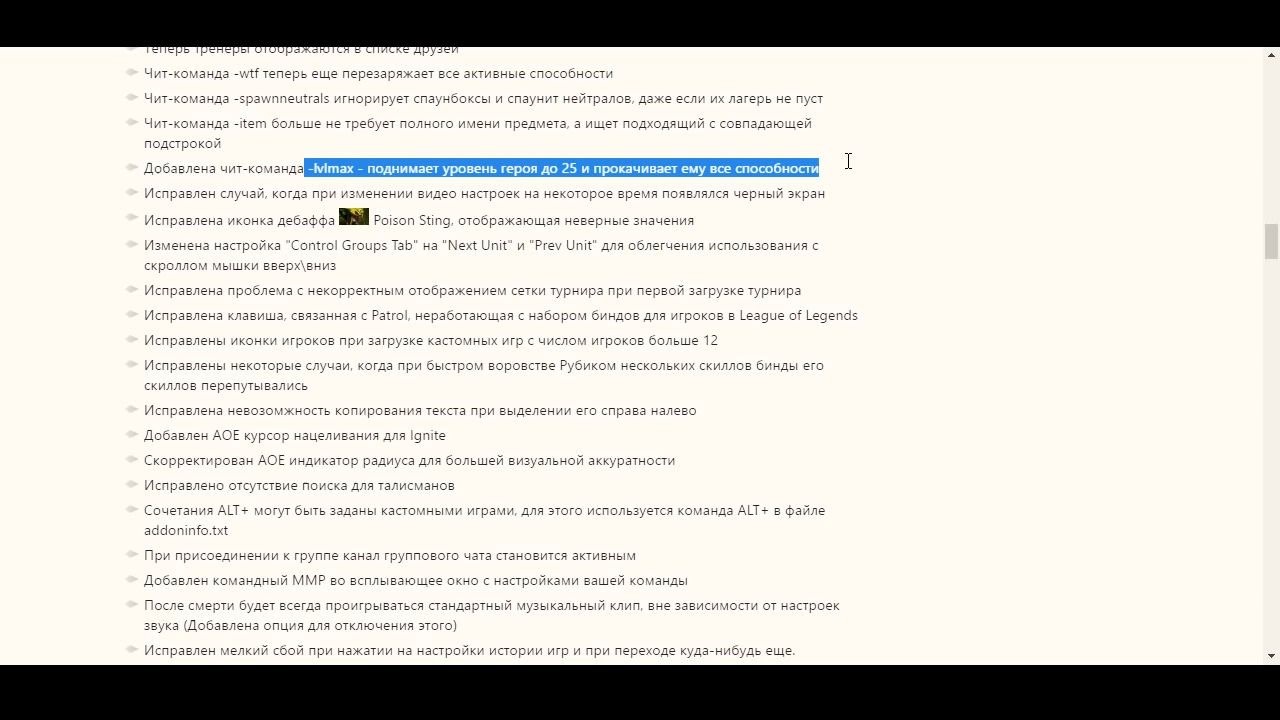 Теперь тренеры отображаются в списке друзей
Чит-команда -wtf теперь еще перезаряжает все активные способности
Чит-команда -spawnneutrals игнорирует спаунбоксы и спаунит нейтралов, даже если их лагерь не пуст
Чит-команда -item больше не требует полного имени предмета, а ищет подходящий с совпадающей
подстрокой
Добавлена чит-команда -lvlmax - поднимает уровень героя до 25 и прокачивает ему все способности
Исправлен случай, когда при изменении видео настроек на некоторое время появлялся черный экран
Исправлена иконка дебаффа Poison Sting, отображающая неверные значения
Изменена настройка "Control Groups Tab" на "Next Unit" и "Prev Unit" для облегчения использования с
скроллом мышки вверх\вниз
Исправлена проблема с некорректным отображением сетки турнира при первой загрузке турнира
Исправлена клавиша, связанная с Patrol, неработающая с набором биндов для игроков в League of Legends
Исправлены иконки игроков при загрузке кастомных игр с числом игроков больше 12
Исправлены некоторые случаи, когда при быстром воровстве Рубиком нескольких скиллов бинды его
скиллов перепутывались
Исправлена невозомжность копирования текста при выделении его справа налево
Добавлен AOE курсор нацеливания для Ignite
Скорректирован AOE индикатор радиуса для большей визуальной аккуратности
Исправлено отсутствие поиска для талисманов
Сочетания ALT+ могут быть заданы кастомными играми, для этого используется команда ALT+ в файле
addoninfo.txt
При присоединении к группе канал группового чата становится активным
Добавлен командный MMP во всплывающее окно с настройками вашей команды
После смерти будет всегда проигрываться стандартный музыкальный клип, вне зависимости от настроек
звука (Добавлена опция для отключения этого)
Исправлен мелкий сбой при нажатии на настройки истории игр и при переходе куда-нибудь еще.